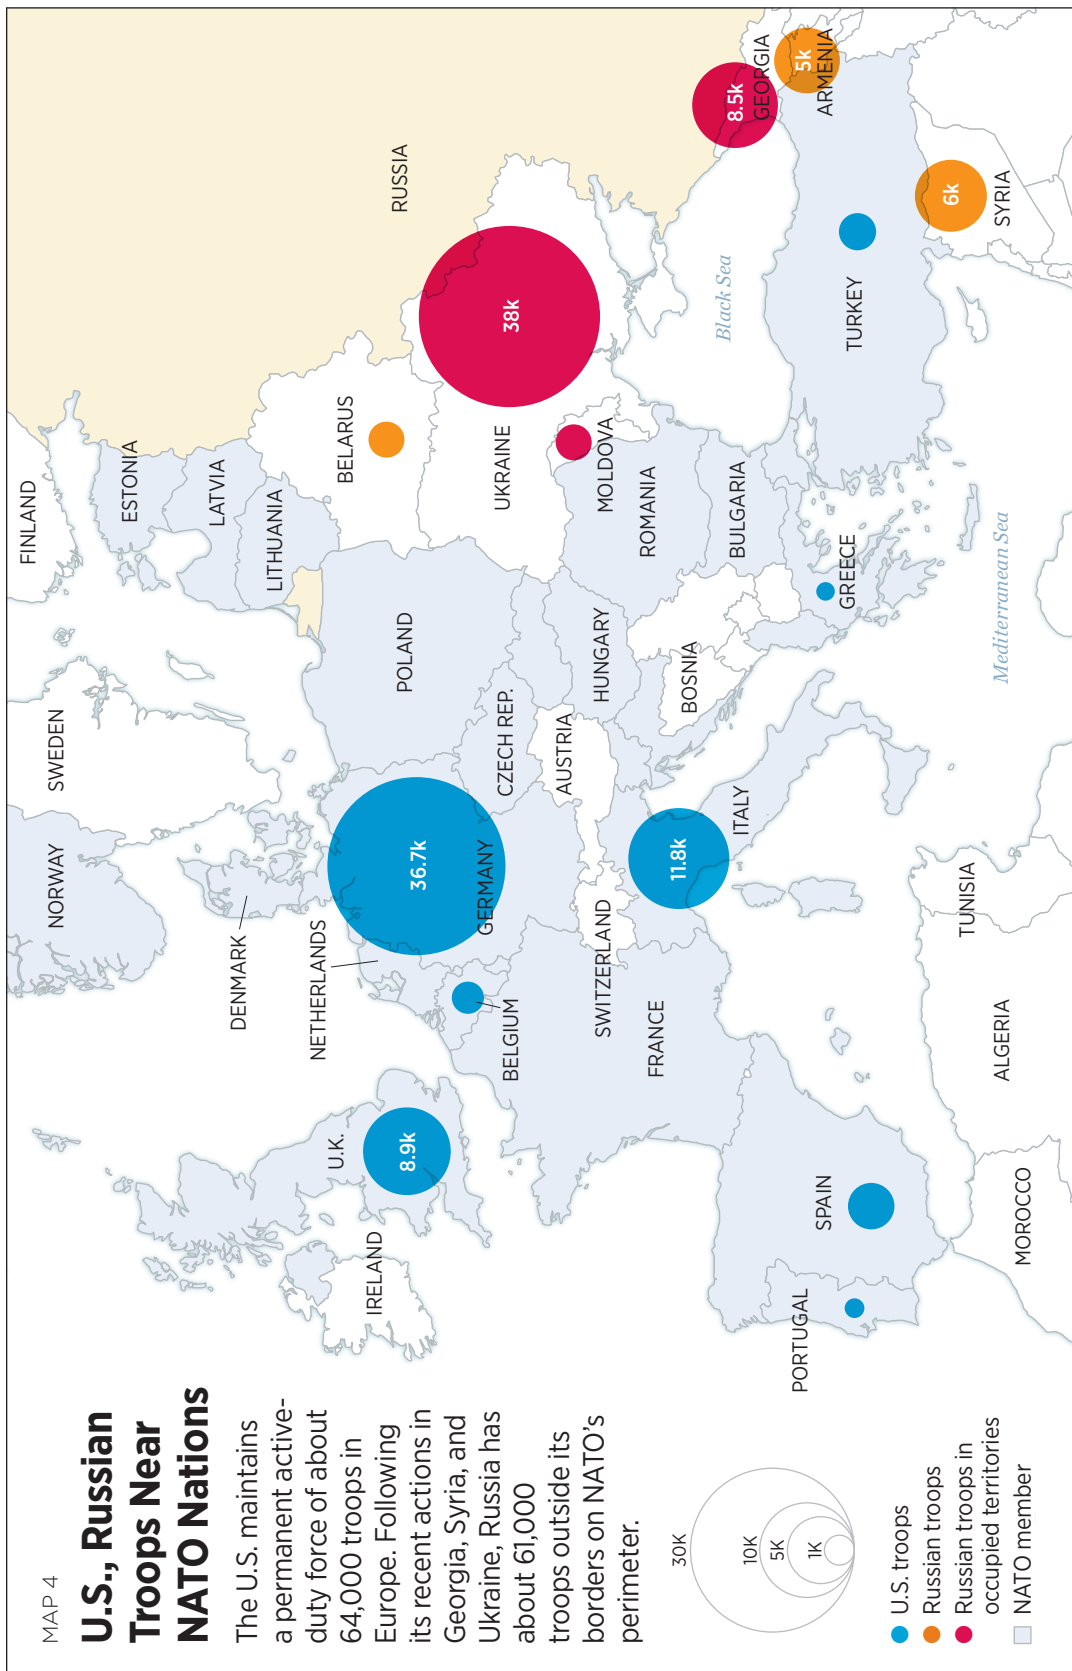 MAP 4
U.S., Russian
Troops Near
NATO Nations
The U.S. maintains
a permanent active-
duty force of about
64,000 troops in
Europe. Following
its recent actions in
Georgia, Syria, and
Ukraine, Russia has
about 61,000
troops outside its
borders on NATO’s
perimeter.
30K
10K
5K
1K
U.S. troops
Russian troops
Russian troops in
occupied territories
NATO member
NORWAY
SWEDEN
FINLAND
RUSSIA
ESTONIA
LATVIA
LITHUANIA
BELARUS
DENMARK
NETHERLANDS
IRELAND
U.K.
8.9k
BELGIUM
36.7k
GERMANY
POLAND
CZECH REP.
UKRAINE
38k
MOLDOVA
FRANCE
SWITZERLAND
AUSTRIA
HUNGARY
ROMANIA
11.8k
ITALY
BOSNIA
BULGARIA
Black Sea
8.5k
GEORGIA
5k
ARMENIA
PORTUGAL
SPAIN
GREECE
TURKEY
6k
SYRIA
Mediterranean Sea
MOROCCO
ALGERIA
TUNISIA